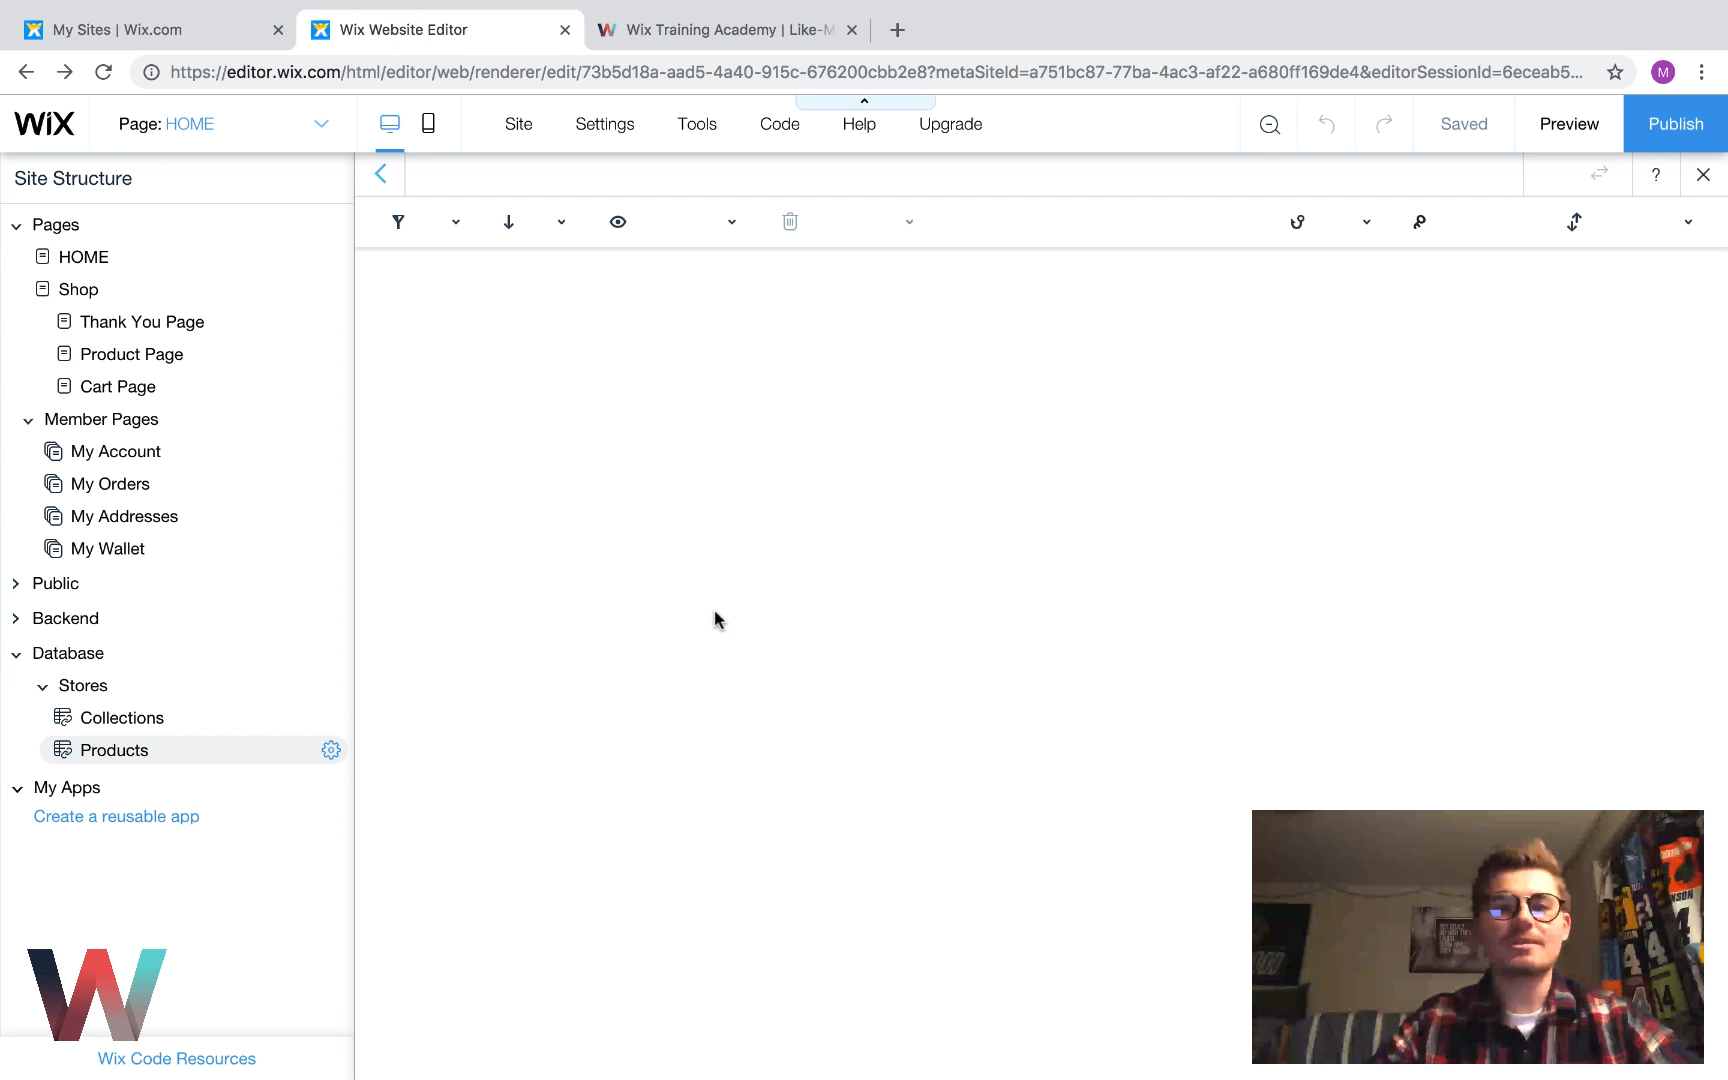 My Sites | Wix.com
Wix Website Editor
Wix Training Academy | Like-M
https://editor.wix.com/html/editor/web/renderer/edit/73b5d18a-aad5-4a40-915c-676200cbb2e8?metaSiteId=a751bc87-77ba-4ac3-af22-a680ff169de4&editorSessionId=6eceab5...
M
WiX
Page: HOME
Site
Settings
Tools
Code
Help
Upgrade
Saved
Preview
Publish
Site Structure
?
Pages
HOME
Shop
Thank You Page
Product Page
Cart Page
Member Pages
My Account
My Orders
My Addresses
My Wallet
Public
Backend
Database
Stores
Collections
Products
My Apps
Create a reusable app
Wix Code Resources